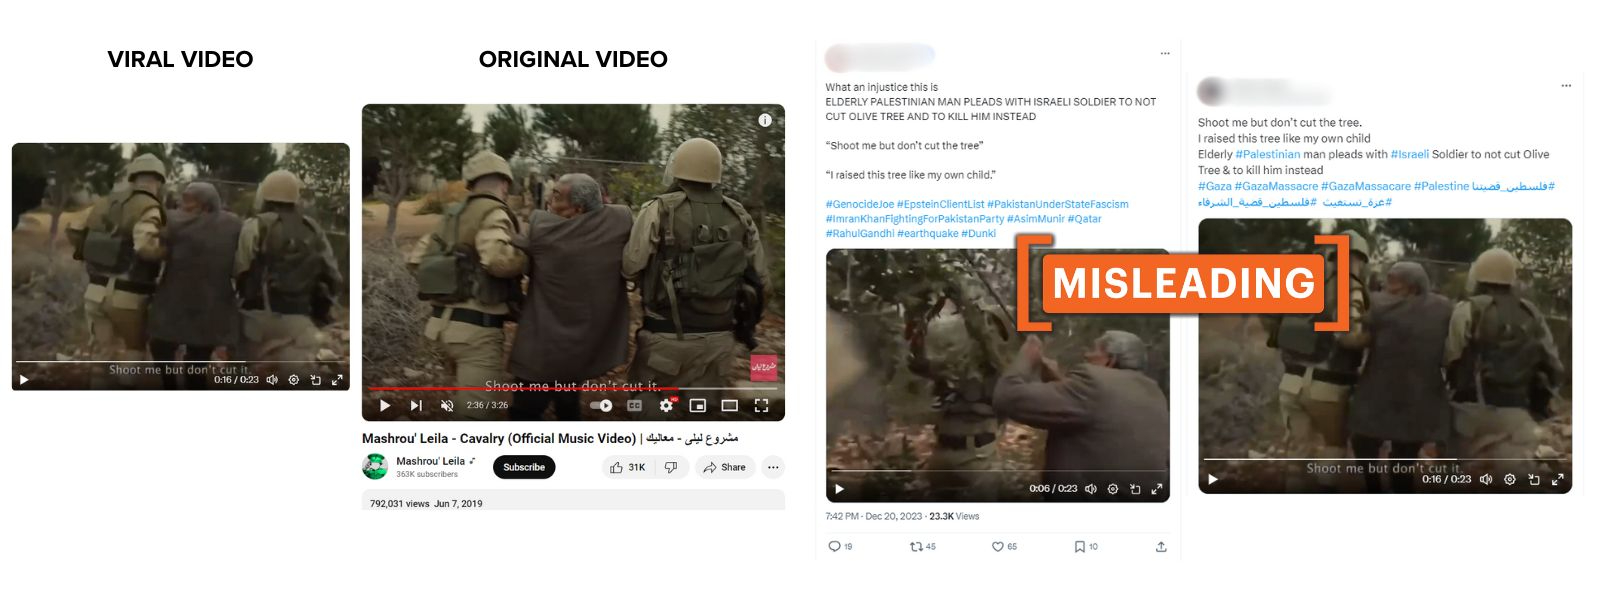 VIRAL VIDEO
Shoot me but don't cut it.
0:16 / 0:23
ORIGINAL VIDEO
مشروع ليلى
Shoot me but don't cut it.
2:36 / 3:26
CC
HD
Mashrou' Leila - Cavalry (Official Music Video) | مشروع ليلى - معاليك
Mashrou' Leila
363K subscribers
Subscribe
31K
Share
792,031 views Jun 7, 2019
What an injustice this is
ELDERLY PALESTINIAN MAN PLEADS WITH ISRAELI SOLDIER TO NOT
CUT OLIVE TREE AND TO KILL HIM INSTEAD
“Shoot me but don’t cut the tree”
“I raised this tree like my own child.”
#GenocideJoe #EpsteinClientList #PakistanUnderStateFascism
#ImranKhanFightingForPakistanParty #AsimMunir #Qatar
#RahulGandhi #earthquake #Dunki
0:06 / 0:23
7:42 PM · Dec 20, 2023 · 23.3K Views
19
45
65
10
MISLEADING
Shoot me but don’t cut the tree.
I raised this tree like my own child
Elderly #Palestinian man pleads with #Israeli Soldier to not cut Olive
Tree & to kill him instead
#Gaza #GazaMassacre #GazaMassacare #Palestine #فلسطين_قضيتنا
#غزة_تستغيث #فلسطين_قضية_الشرفاء
Shoot me but don't cut it.
0:16 / 0:23